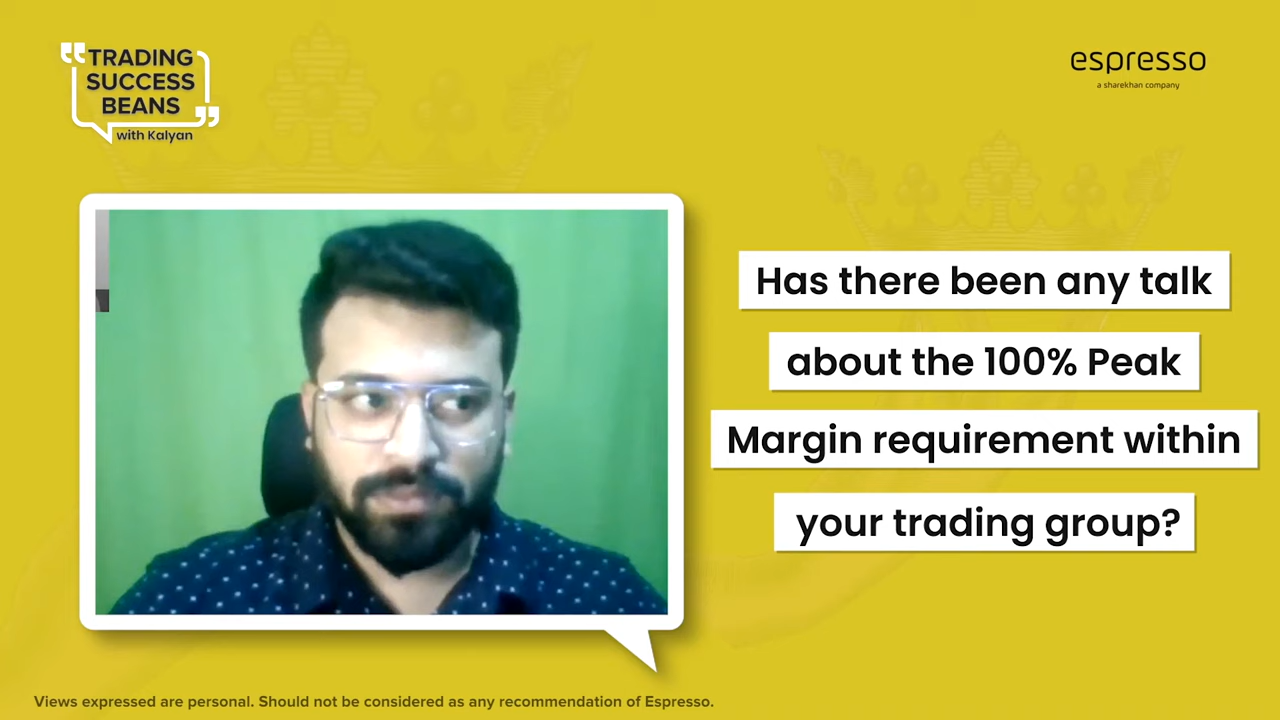 TRADING
SUCCESS
BEANS
with Kalyan
espresso
a sharekhan company
Has there been any talk
about the 100% Peak
Margin requirement within
your trading group?
Views expressed are personal. Should not be considered as any recommendation of Espresso.